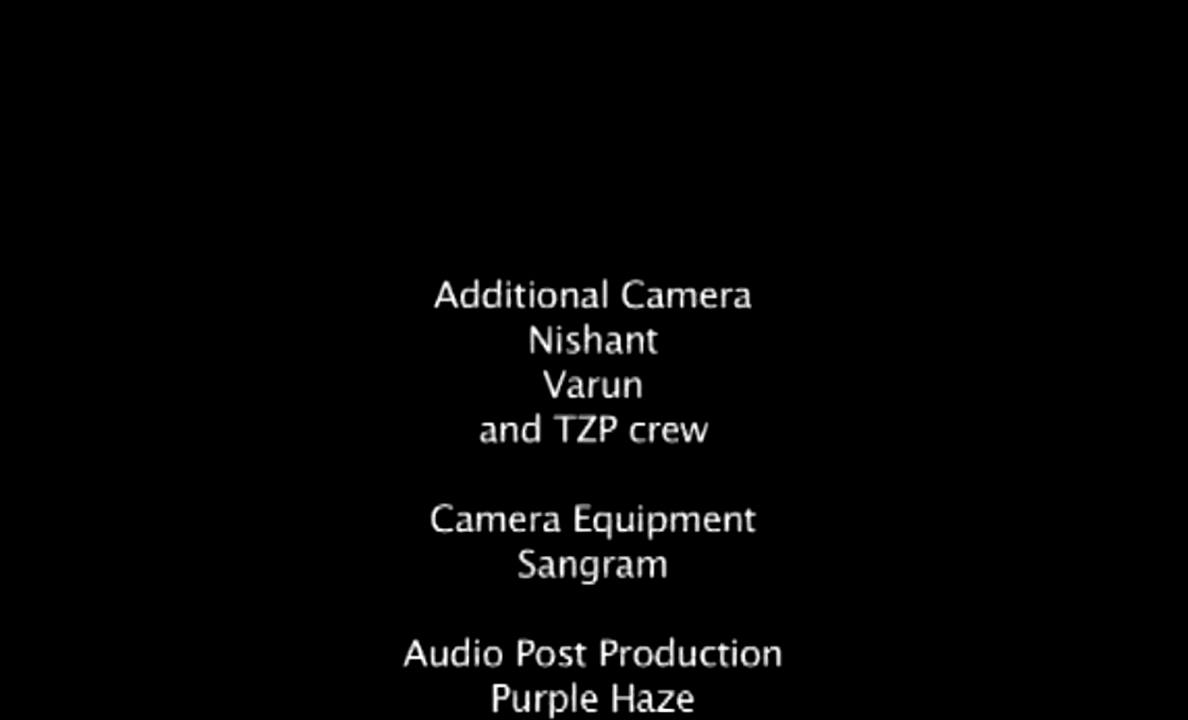 Additional Camera
Nishant
Varun
and TZP crew
Camera Equipment
Sangram
Audio Post Production
Purple Haze